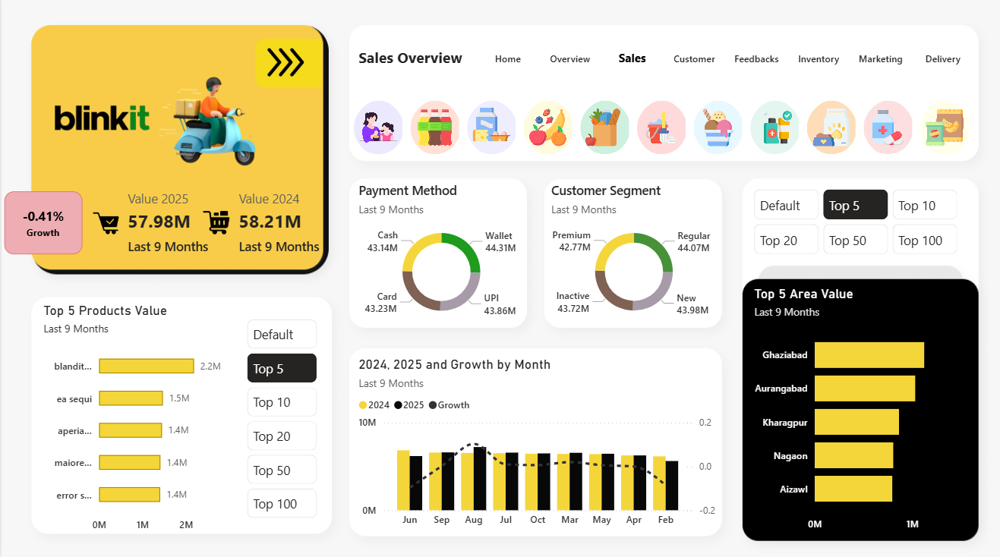 blinkit
-0.41%
Growth
Value 2025
57.98M
Last 9 Months
Value 2024
58.21M
Last 9 Months
Sales Overview
Home
Overview
Sales
Customer
Feedbacks
Inventory
Marketing
Delivery
Payment Method
Last 9 Months
Cash
43.14M
Wallet
44.31M
Card
43.23M
UPI
43.86M
Customer Segment
Last 9 Months
Premium
42.77M
Regular
44.07M
Inactive
43.72M
New
43.98M
Default
Top 5
Top 10
Top 20
Top 50
Top 100
Top 5 Products Value
Last 9 Months
blandit...
2.2M
ea sequi
1.5M
aperia...
1.4M
maiore...
1.4M
error s...
1.4M
0M
1M
2M
Default
Top 5
Top 10
Top 20
Top 50
Top 100
2024, 2025 and Growth by Month
Last 9 Months
2024
2025
Growth
10M
0M
0.2
0.0
-0.2
Jun
Sep
Aug
Jul
Oct
Mar
May
Apr
Feb
Top 5 Area Value
Last 9 Months
Ghaziabad
Aurangabad
Kharagpur
Nagaon
Aizawl
0M
1M